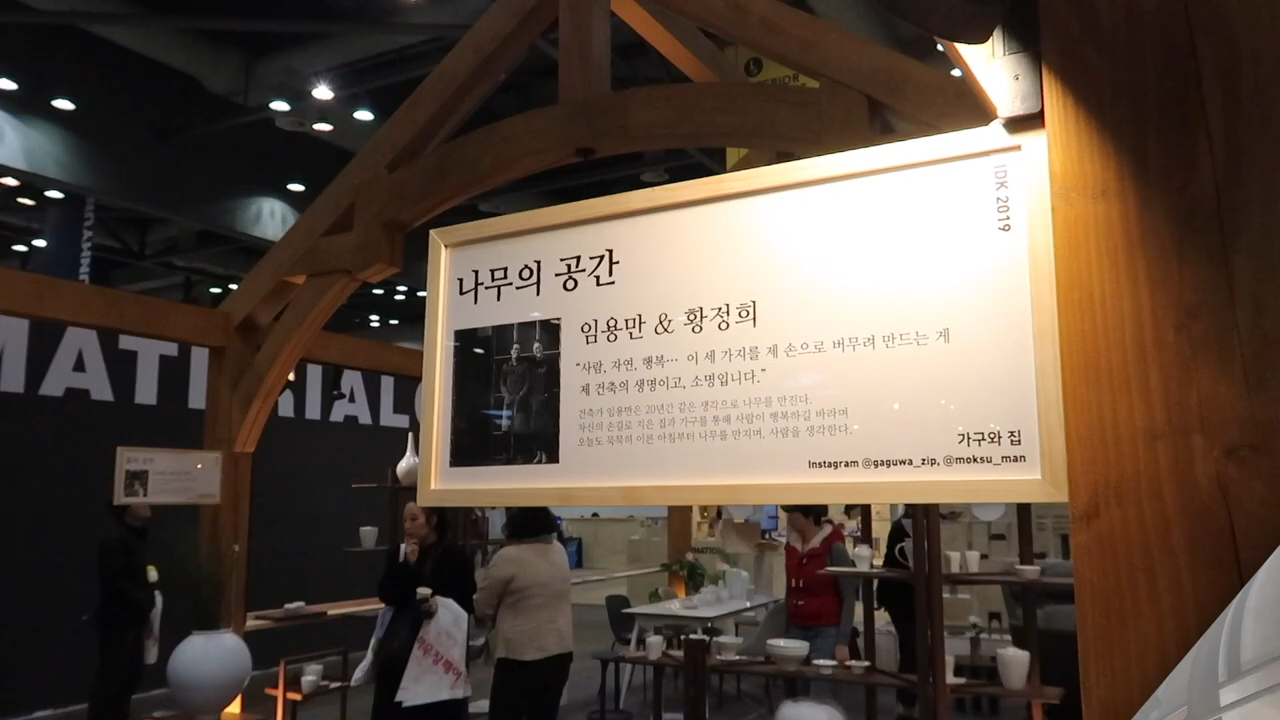 IDK 2019
나무의 공간
임용만 & 황정희
“사람, 자연, 행복… 이 세 가지를 제 손으로 버무려 만드는 게
제 건축의 생명이고, 소명입니다.”
건축가 임용만은 20년간 같은 생각으로 나무를 만진다.
자신의 손길로 지은 집과 가구를 통해 사람이 행복하길 바라며
오늘도 묵묵히 이른 아침부터 나무를 만지며, 사람을 생각한다.
가구와 집
Instagram @gaguwa_zip, @moksu_man
나무의 공간